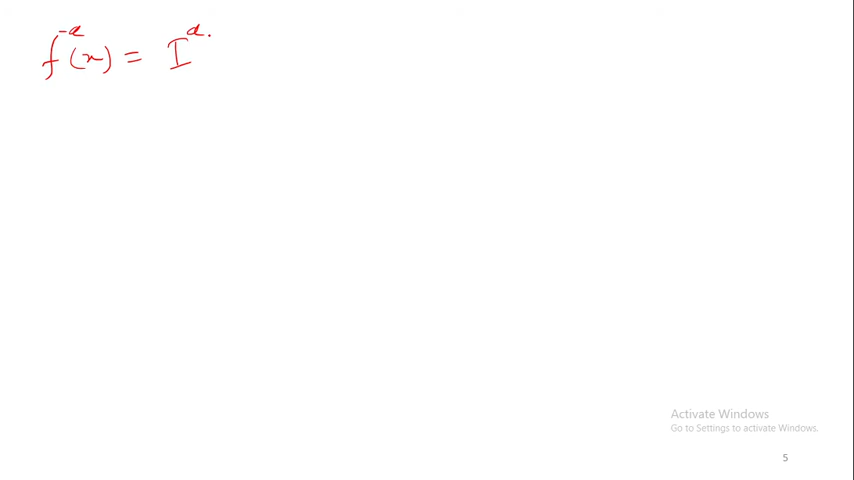 f^{-α}(x) = I^{α}.
Activate Windows
Go to Settings to activate Windows.
5